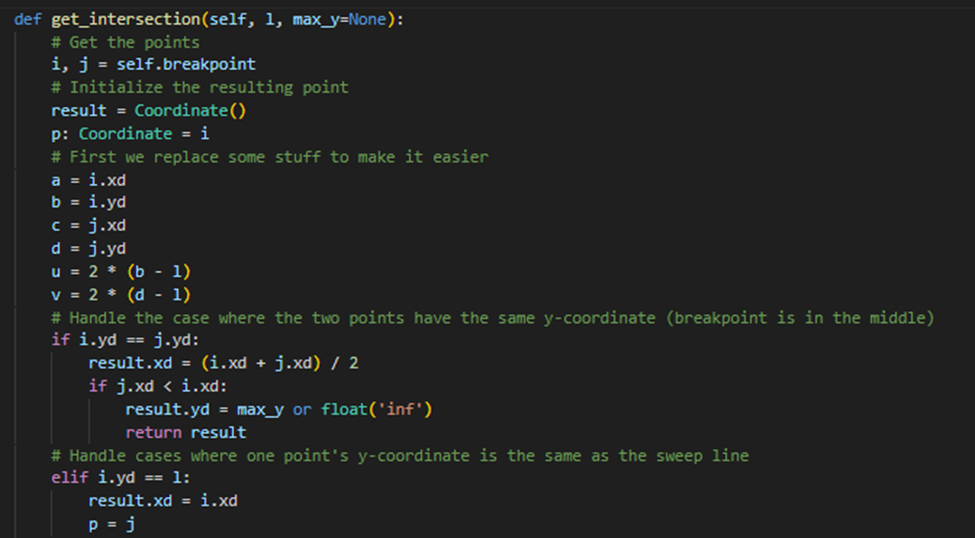 def get_intersection(self, l, max_y=None):
    # Get the points
    i, j = self.breakpoint
    # Initialize the resulting point
    result = Coordinate()
    p: Coordinate = i
    # First we replace some stuff to make it easier
    a = i.xd
    b = i.yd
    c = j.xd
    d = j.yd
    u = 2 * (b - l)
    v = 2 * (d - l)
    # Handle the case where the two points have the same y-coordinate (breakpoint is in the middle)
    if i.yd == j.yd:
        result.xd = (i.xd + j.xd) / 2
        if j.xd < i.xd:
            result.yd = max_y or float('inf')
            return result
    # Handle cases where one point's y-coordinate is the same as the sweep line
    elif i.yd == l:
        result.xd = i.xd
        p = j